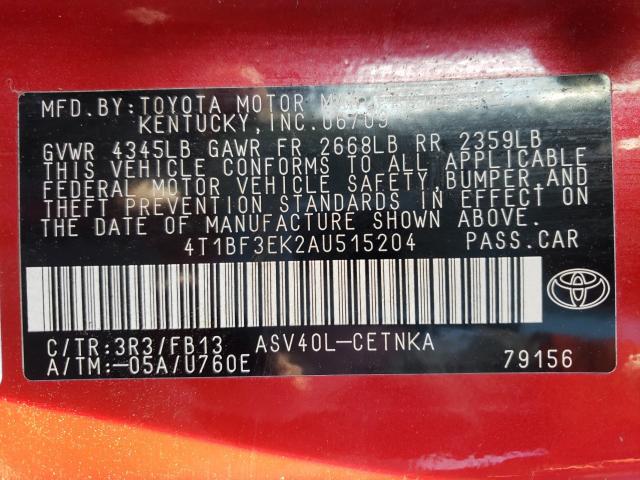 MFD.BY:TOYOTA MOTOR
KENTUCKY, INC. 06/09
GVWR 4345LB GAWR FR 2668LB RR 2359LB
THIS VEHICLE CONFORMS TO ALL APPLICABLE
FEDERAL MOTOR VEHICLE SAFETY,BUMPER,AND
THEFT PREVENTION STANDARDS IN EFFECT ON
THE DATE OF MANUFACTURE SHOWN ABOVE.
4T1BF3EK2AU515204 PASS.CAR
C/TR:3R3/FB13 ASV40L-CETNKA
A/TM:-05A/U760E 79156